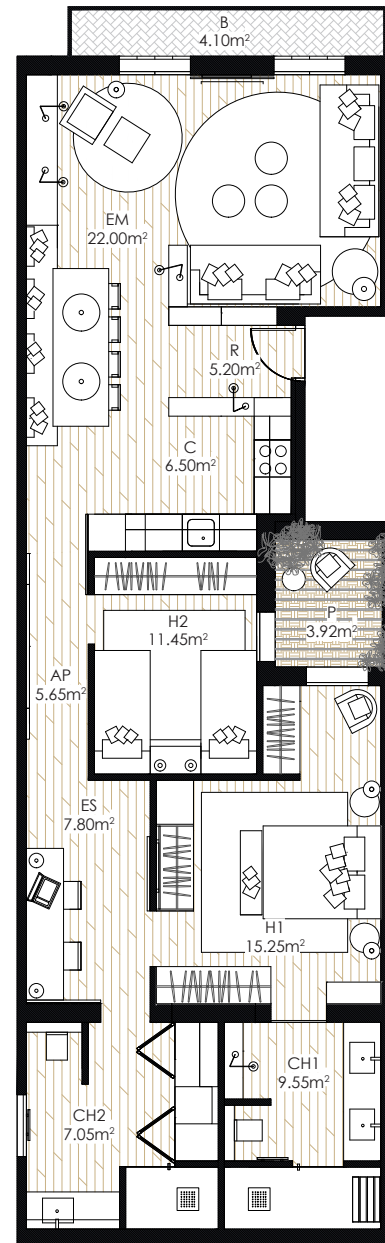 B
4.10m²
EM
22.00m²
R
5.20m²
C
6.50m²
H2
11.45m²
P
3.92m²
AP
5.65m²
ES
7.80m²
H1
15.25m²
CH1
9.55m²
CH2
7.05m²